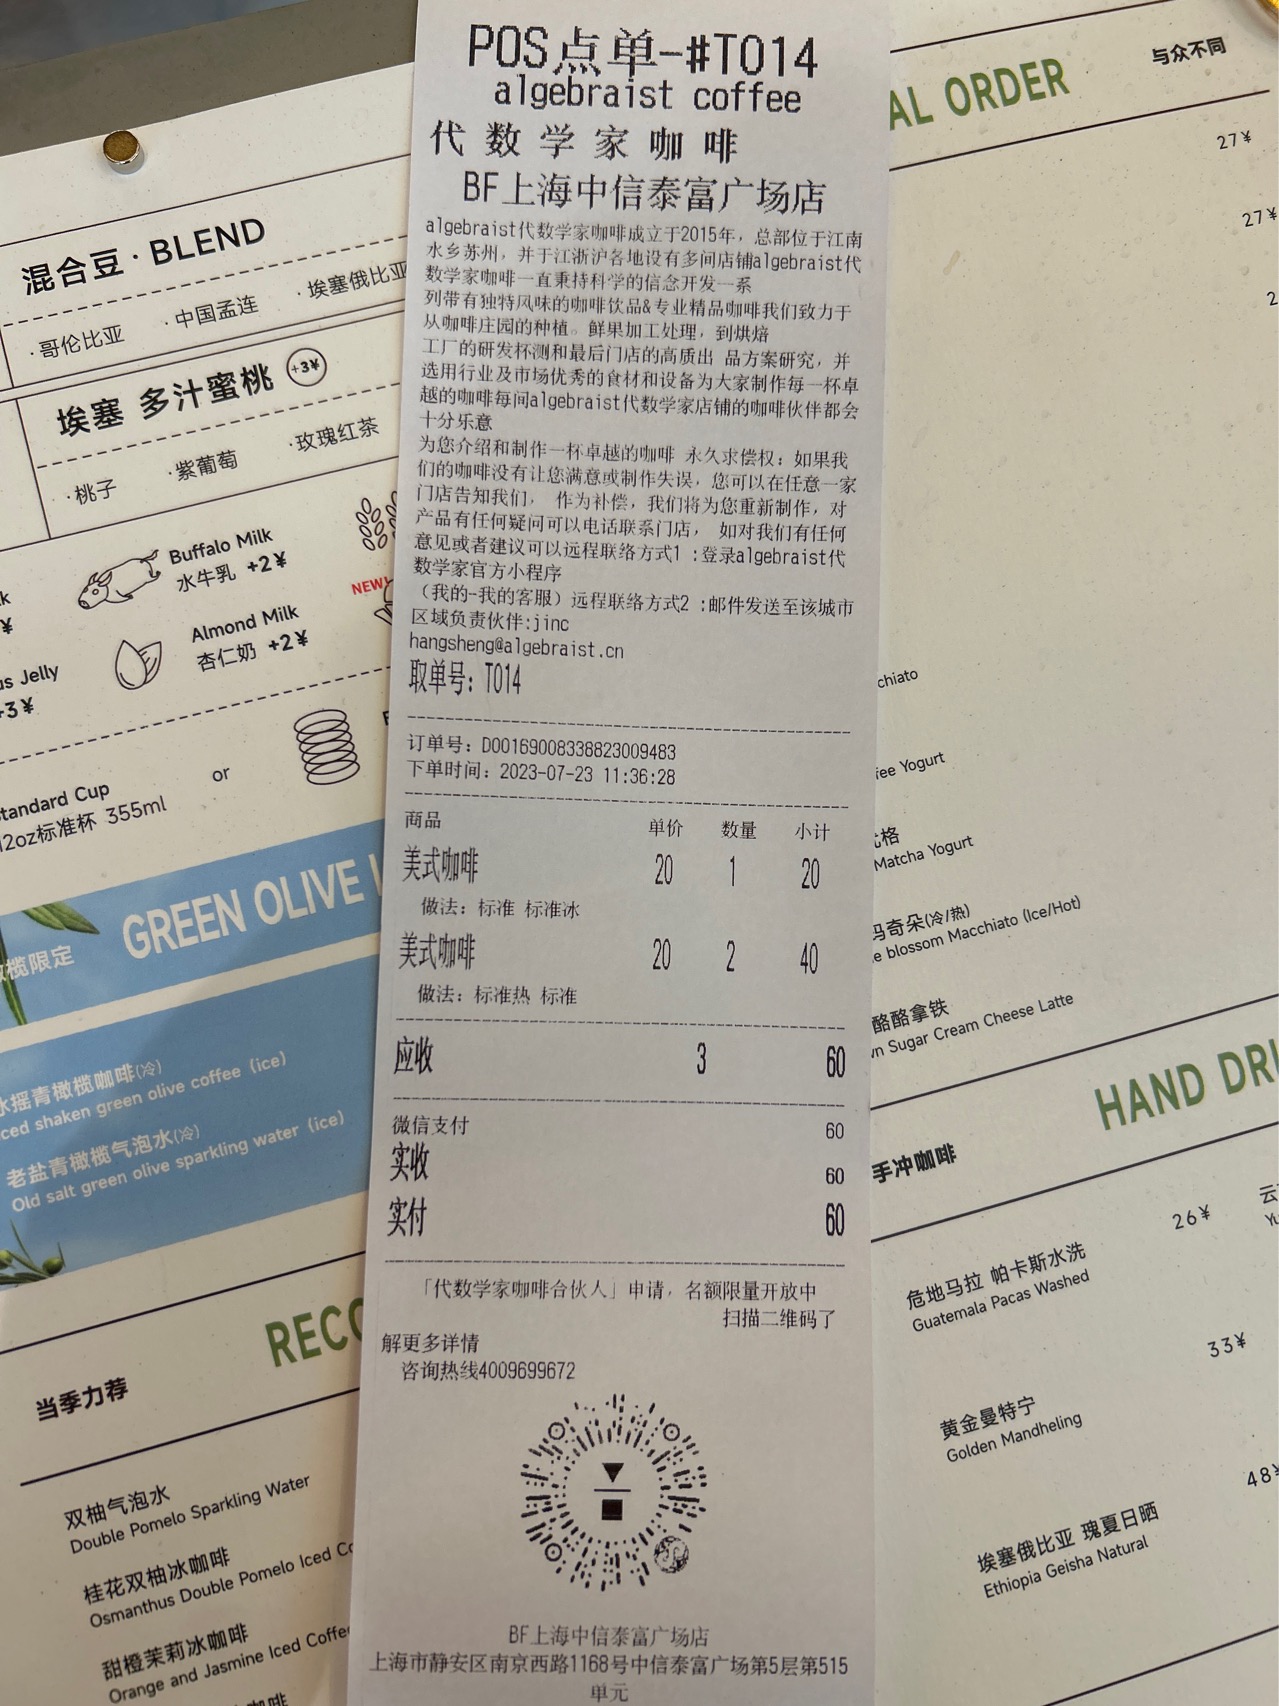 POS点单-#T014
algebraist coffee
代数学家咖啡
BF上海中信泰富广场店
algebraist代数学家咖啡成立于2015年，总部位于江南
水乡苏州，并于江浙沪各地设有多间店铺algebraist代
数学家咖啡一直秉持科学的信念开发一系
列带有独特风味的咖啡饮品&专业精品咖啡我们致力于
从咖啡庄园的种植。鲜果加工处理，到烘焙
工厂的研发杯测和最后门店的高质出 品方案研究，并
选用行业及市场优秀的食材和设备为大家制作每一杯卓
越的咖啡每间algebraist代数学家店铺的咖啡伙伴都会
十分乐意
为您介绍和制作一杯卓越的咖啡 永久求偿权：如果我
们的咖啡没有让您满意或制作失误，您可以在任意一家
门店告知我们， 作为补偿，我们将为您重新制作，对
产品有任何疑问可以电话联系门店， 如对我们有任何
意见或者建议可以远程联络方式1 :登录algebraist代
数学家官方小程序
（我的-我的客服）远程联络方式2 :邮件发送至该城市
区域负责伙伴:jinc
hangsheng@algebraist.cn
取单号：T014
订单号：D00169008338823009483
下单时间：2023-07-23 11:36:28
商品 单价 数量 小计
美式咖啡 20 1 20
做法：标准 标准冰
美式咖啡 20 2 40
做法：标准热 标准
应收 3 60
微信支付 60
实收 60
实付 60
「代数学家咖啡合伙人」申请，名额限量开放中
扫描二维码了
解更多详情
咨询热线4009699672
BF上海中信泰富广场店
上海市静安区南京西路1168号中信泰富广场第5层第515
单元
混合豆·BLEND
·哥伦比亚 ·中国孟连 ·埃塞俄比亚
埃塞 多汁蜜桃 +3¥
·桃子 ·紫葡萄 ·玫瑰红茶
Buffalo Milk
水牛乳 +2¥
NEW!
Almond Milk
杏仁奶 +2¥
Jelly
+3¥
Standard Cup
12oz标准杯 355ml
or
GREEN OLIVE
橄榄限定
冰摇青橄榄咖啡(冷)
Iced shaken green olive coffee (ice)
老盐青橄榄气泡水(冷)
Old salt green olive sparkling water (ice)
RECO
当季力荐
双柚气泡水
Double Pomelo Sparkling Water
桂花双柚冰咖啡
Osmanthus Double Pomelo Iced Co
甜橙茉莉冰咖啡
Orange and Jasmine Iced Coffee
AL ORDER
与众不同
27¥
27¥
2
chiato
fee Yogurt
格
Matcha Yogurt
玛奇朵(冷/热)
e blossom Macchiato (Ice/Hot)
酪酪拿铁
wn Sugar Cream Cheese Latte
HAND DRI
手冲咖啡
26¥
云
Yu
危地马拉 帕卡斯水洗
Guatemala Pacas Washed
33¥
黄金曼特宁
Golden Mandheling
48¥
埃塞俄比亚 瑰夏日晒
Ethiopia Geisha Natural